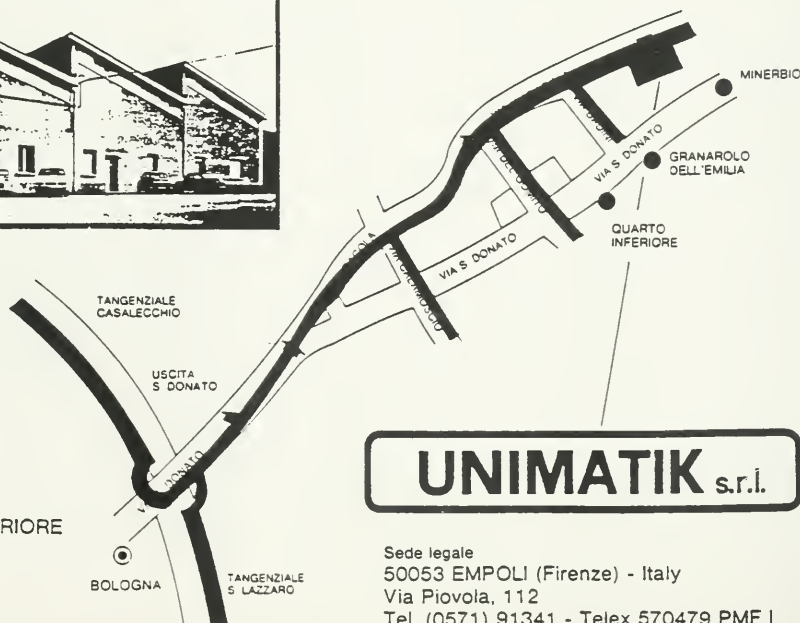 MINERBIO
VIA S. DONATO
GRANAROLO
DELL'EMILIA
QUARTO
INFERIORE
VIA S. DONATO
TANGENZIALE
CASALECCHIO
USCITA
S DONATO
DONATO
RIORE
BOLOGNA
TANGENZIALE
S LAZZARO
UNIMATIK s.r.l.
Sede legale
50053 EMPOLI (Firenze) - Italy
Via Piovola, 112
Tel. (0571) 91341 - Telex 570479 PMF I